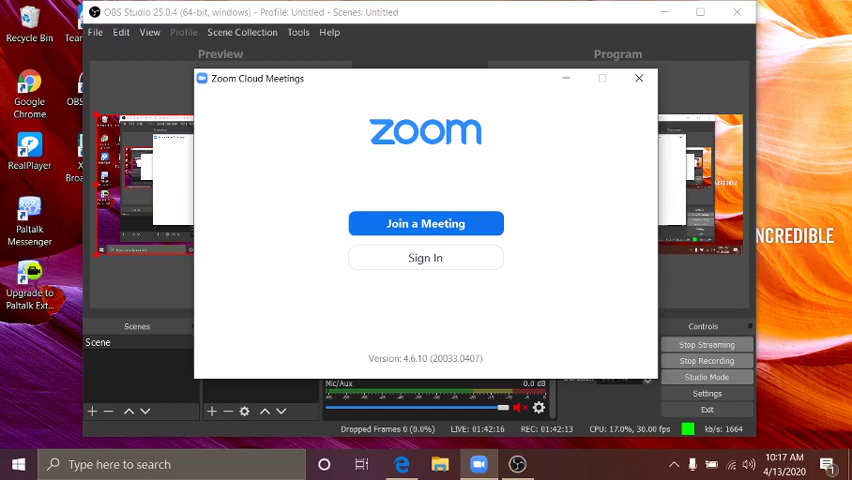 OBS Studio 25.0.4 (64-bit, windows) - Profile: Untitled - Scenes: Untitled
File Edit View Profile Scene Collection Tools Help
Preview
Program
Zoom Cloud Meetings
zoom
Join a Meeting
Sign In
Version: 4.6.10 (20033.0407)
Recycle Bin
Tear
Google Chrome
OBS
RealPlayer
X
Broa
Paltalk Messenger
Upgrade to Paltalk Ext...
NCREDIBLE
Scenes
Scene
Controls
Stop Streaming
Stop Recording
Studio Mode
Settings
Exit
Mic/Aux
0.0 dB
Dropped Frames 0 (0.0%) LIVE: 01:42:16 REC: 01:42:13 CPU: 17.0%, 30.00 fps kb/s: 1664
Type here to search
10:17 AM
4/13/2020
1